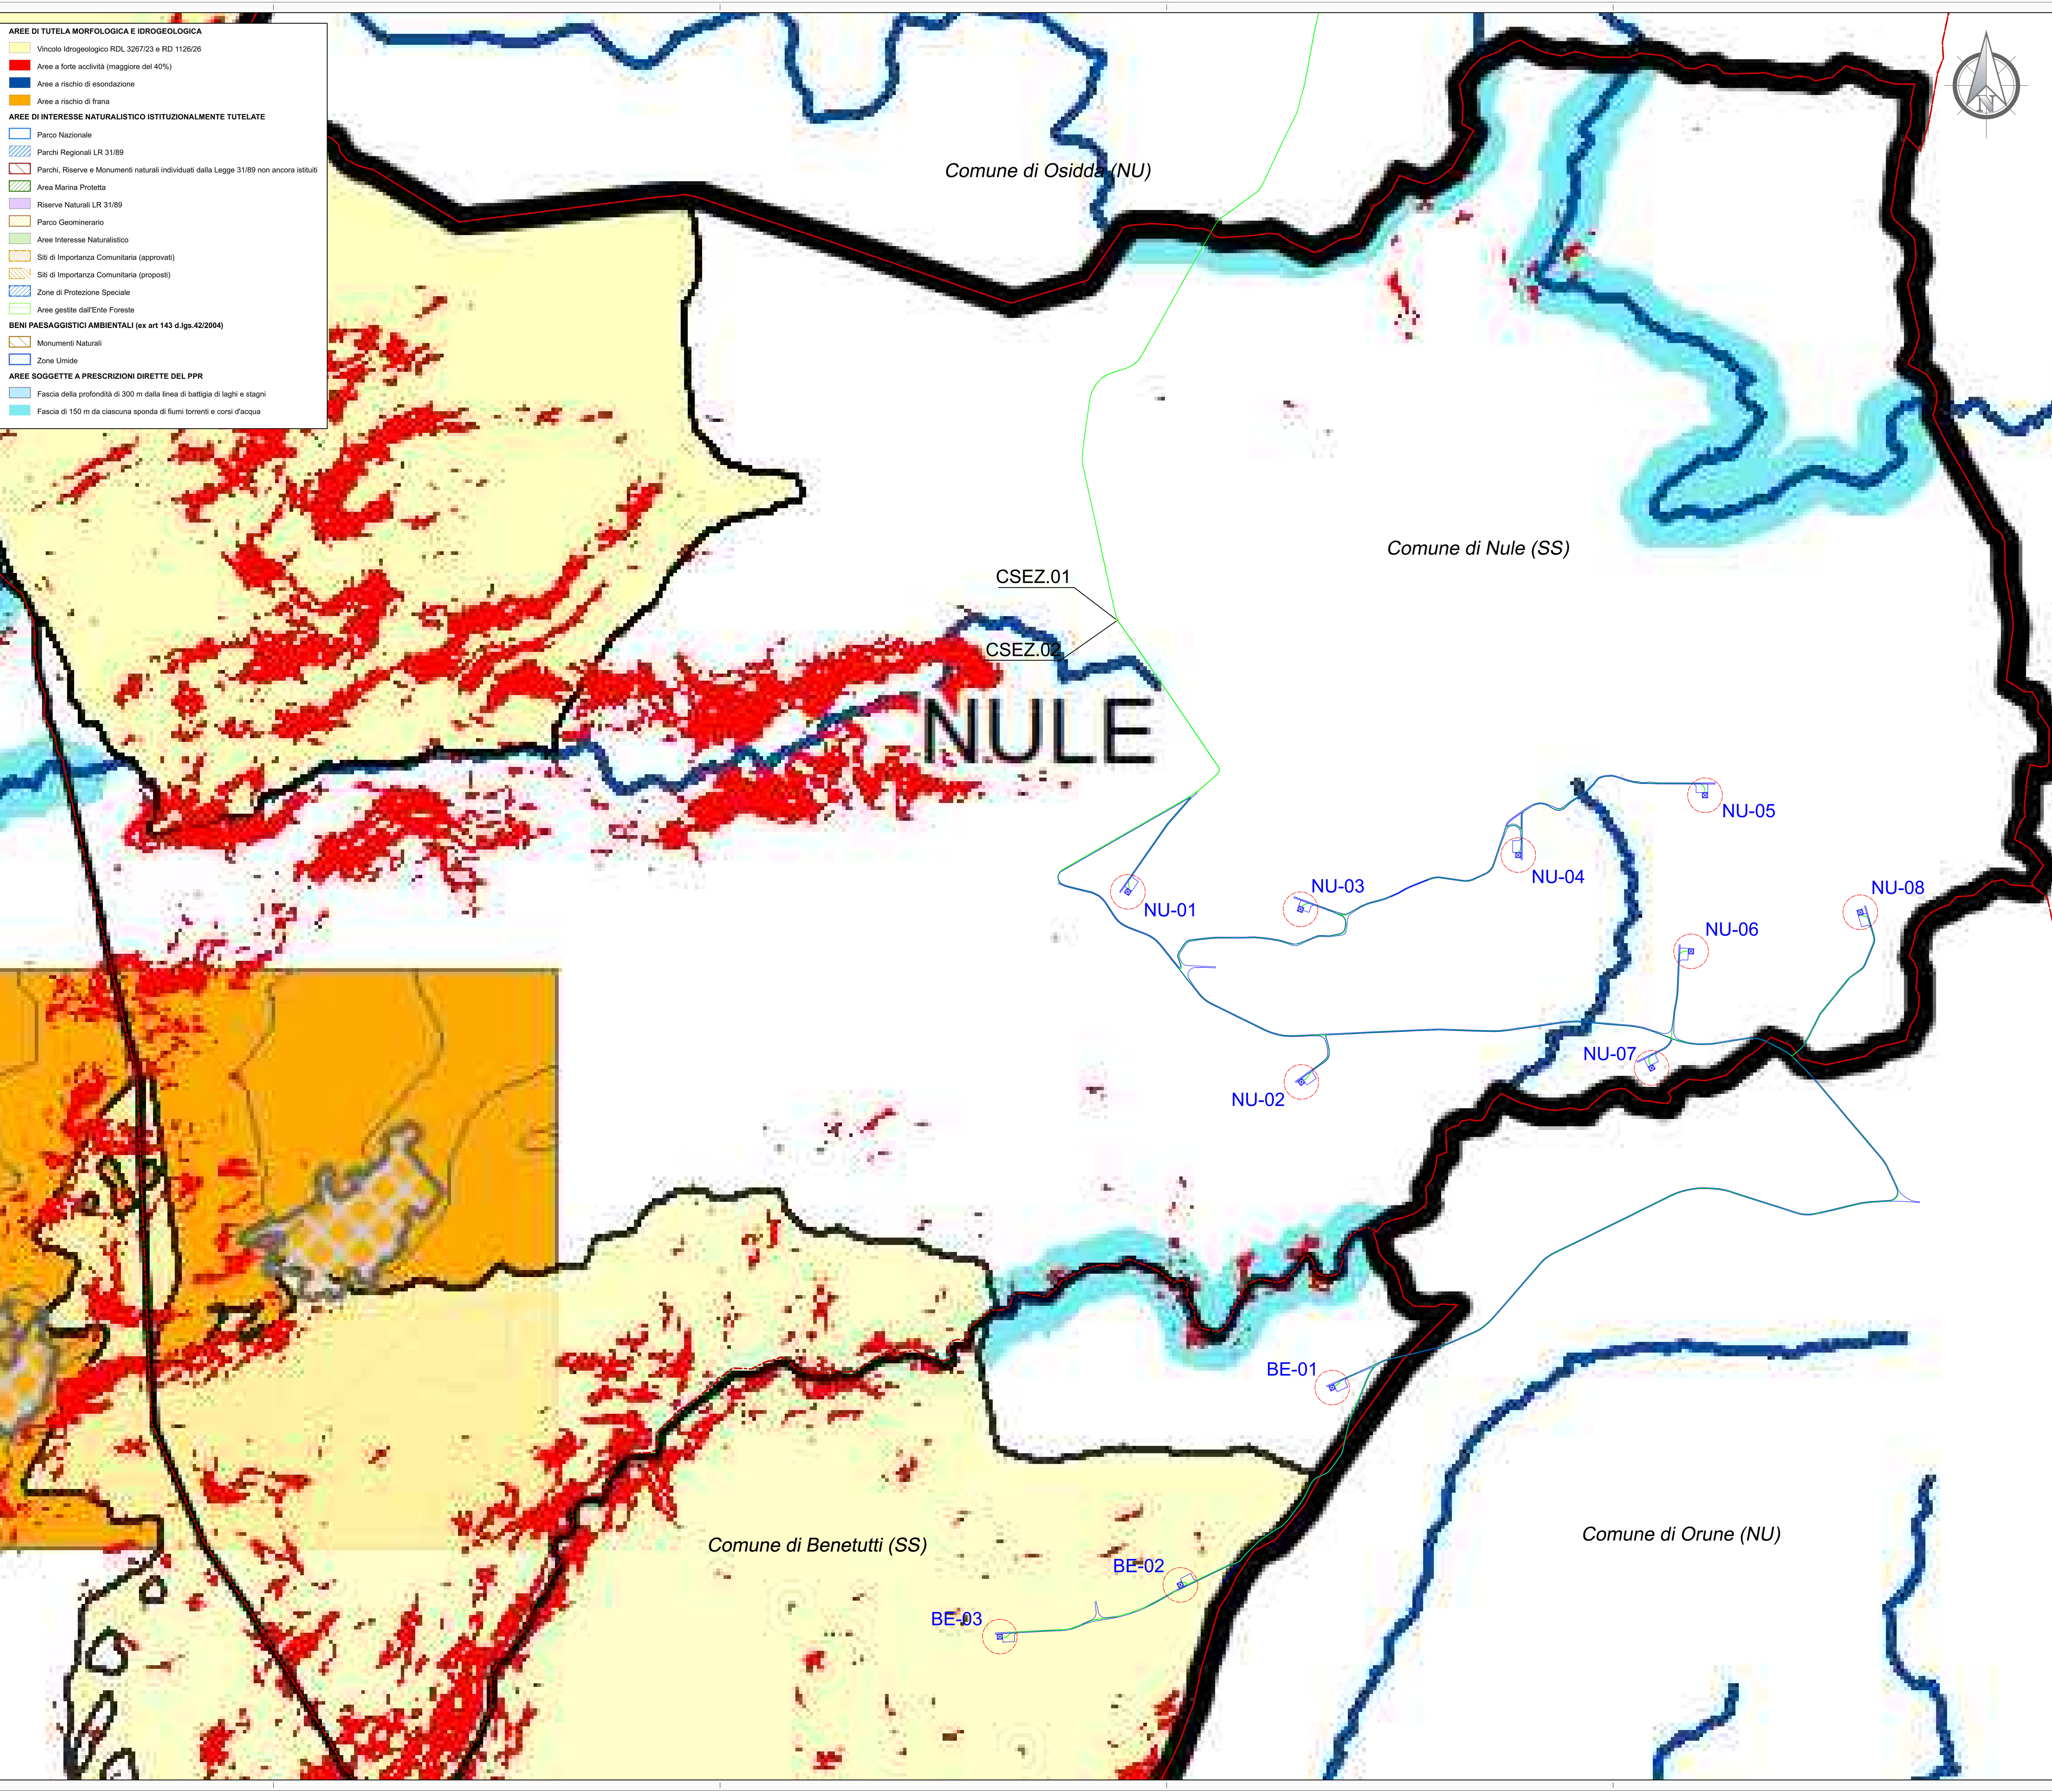 AREE DI TUTELA MORFOLOGICA E IDROGEOLOGICA
Vincolo Idrogeologico RDL 3267/23 e RD 1126/26
Aree a forte acclività (maggiore del 40%)
Aree a rischio di esondazione
Aree a rischio di frana
AREE DI INTERESSE NATURALISTICO ISTITUZIONALMENTE TUTELATE
Parco Nazionale
Parchi Regionali LR 31/89
Parchi, Riserve e Monumenti naturali individuati dalla Legge 31/89 non ancora istituiti
Area Marina Protetta
Riserve Naturali LR 31/89
Parco Geominerario
Aree Interesse Naturalistico
Siti di Importanza Comunitaria (approvati)
Siti di Importanza Comunitaria (proposti)
Zone di Protezione Speciale
Aree gestite dall'Ente Foreste
BENI PAESAGGISTICI AMBIENTALI (ex art 143 d.lgs.42/2004)
Monumenti Naturali
Zone Umide
AREE SOGGETTE A PRESCRIZIONI DIRETTE DEL PPR
Fascia della profondità di 300 m dalla linea di battigia di laghi e stagni
Fascia di 150 m da ciascuna sponda di fiumi torrenti e corsi d'acqua
N
Comune di Osidda (NU)
Comune di Nule (SS)
CSEZ.01
CSEZ.02
NULE
NU-05
NU-04
NU-03
NU-08
NU-01
NU-06
NU-07
NU-02
BE-01
Comune di Orune (NU)
Comune di Benetutti (SS)
BE-02
BE-03